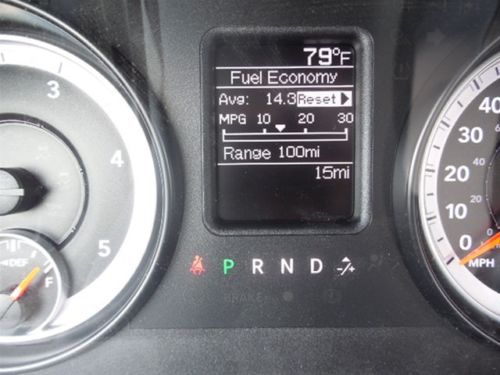 79°F
Fuel Economy
Avg: 14.3 Reset
MPG 10 20 30
Range 100mi
15mi
P R N D -/+
BRAKE
3
4
5
DEF
F
40
30
20
10
0
MPH